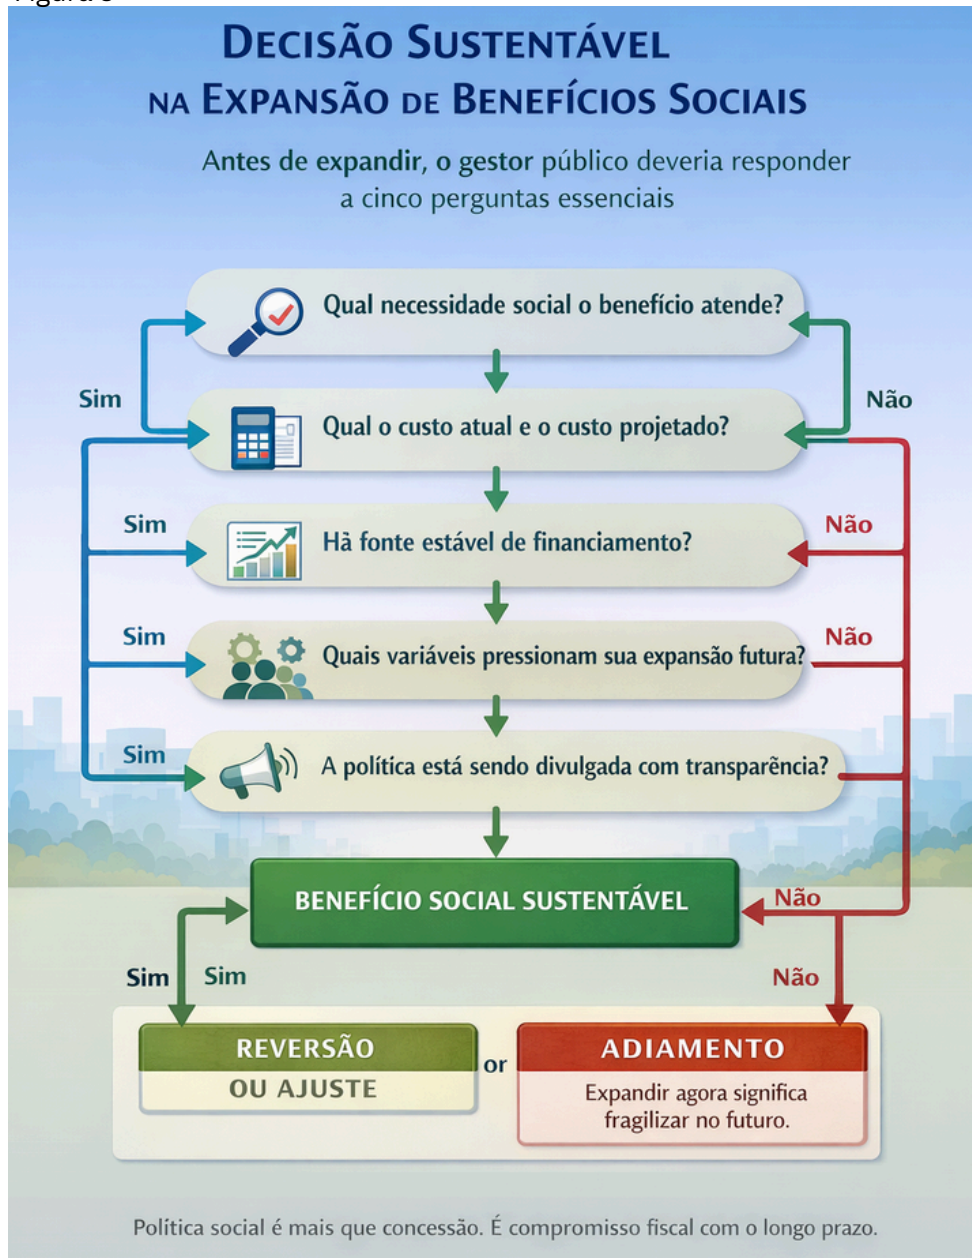 DECISÃO SUSTENTÁVEL
NA EXPANSÃO DE BENEFÍCIOS SOCIAIS
Antes de expandir, o gestor público deveria responder
a cinco perguntas essenciais
Qual necessidade social o benefício atende?
Sim
Não
Qual o custo atual e o custo projetado?
Sim
Não
Hà fonte estável de financiamento?
Sim
Não
Quais variáveis pressionam sua expansão futura?
Sim
A política está sendo divulgada com transparência?
BENEFÍCIO SOCIAL SUSTENTÁVEL
Não
Sim
Sim
Não
REVERSÃO
OU AJUSTE
or
ADIAMENTO
Expandir agora significa
fragilizar no futuro.
Política social é mais que concessão. É compromisso fiscal com o longo prazo.